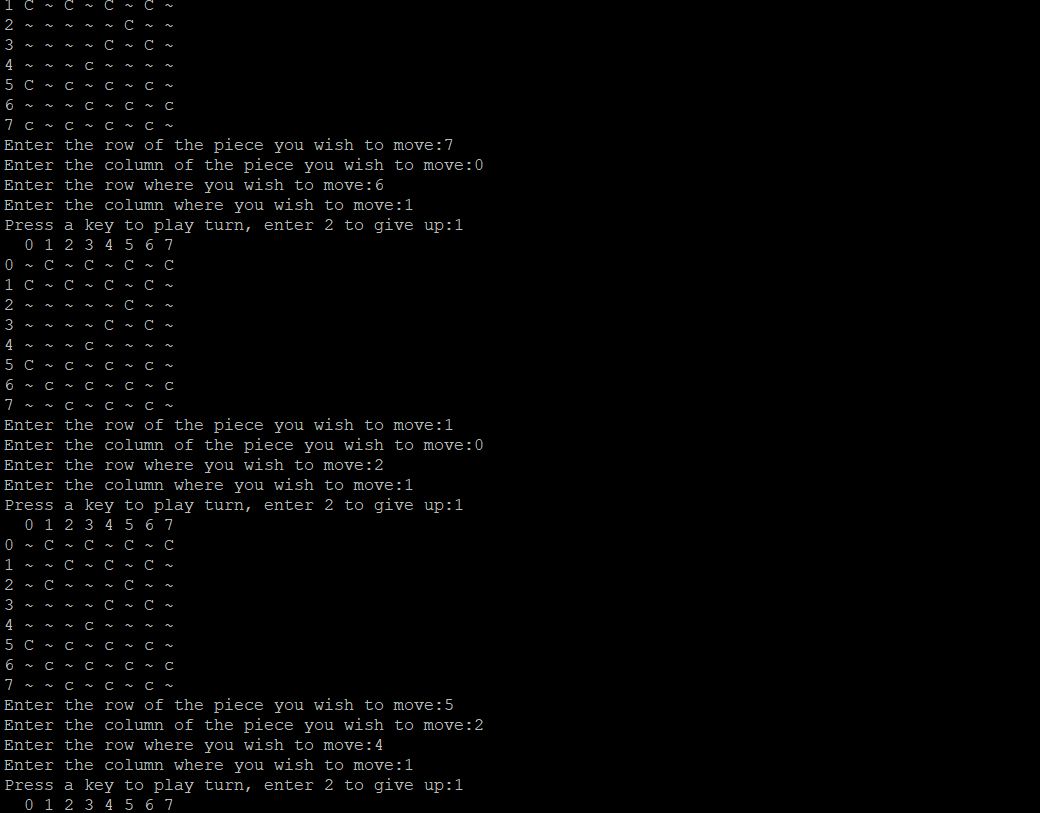 1 C ~ C ~ C ~ C ~
2 ~ ~ ~ ~ ~ C ~ ~
3 ~ ~ ~ ~ C ~ C ~
4 ~ ~ ~ c ~ ~ ~ ~
5 C ~ c ~ c ~ c ~
6 ~ ~ ~ c ~ c ~ c
7 c ~ c ~ c ~ c ~
Enter the row of the piece you wish to move:7
Enter the column of the piece you wish to move:0
Enter the row where you wish to move:6
Enter the column where you wish to move:1
Press a key to play turn, enter 2 to give up:1
  0 1 2 3 4 5 6 7
0 ~ C ~ C ~ C ~ C
1 C ~ C ~ C ~ C ~
2 ~ ~ ~ ~ ~ C ~ ~
3 ~ ~ ~ ~ C ~ C ~
4 ~ ~ ~ c ~ ~ ~ ~
5 C ~ c ~ c ~ c ~
6 ~ c ~ c ~ c ~ c
7 ~ ~ c ~ c ~ c ~
Enter the row of the piece you wish to move:1
Enter the column of the piece you wish to move:0
Enter the row where you wish to move:2
Enter the column where you wish to move:1
Press a key to play turn, enter 2 to give up:1
  0 1 2 3 4 5 6 7
0 ~ C ~ C ~ C ~ C
1 ~ ~ C ~ C ~ C ~
2 ~ C ~ ~ ~ C ~ ~
3 ~ ~ ~ ~ C ~ C ~
4 ~ ~ ~ c ~ ~ ~ ~
5 C ~ c ~ c ~ c ~
6 ~ c ~ c ~ c ~ c
7 ~ ~ c ~ c ~ c ~
Enter the row of the piece you wish to move:5
Enter the column of the piece you wish to move:2
Enter the row where you wish to move:4
Enter the column where you wish to move:1
Press a key to play turn, enter 2 to give up:1
  0 1 2 3 4 5 6 7